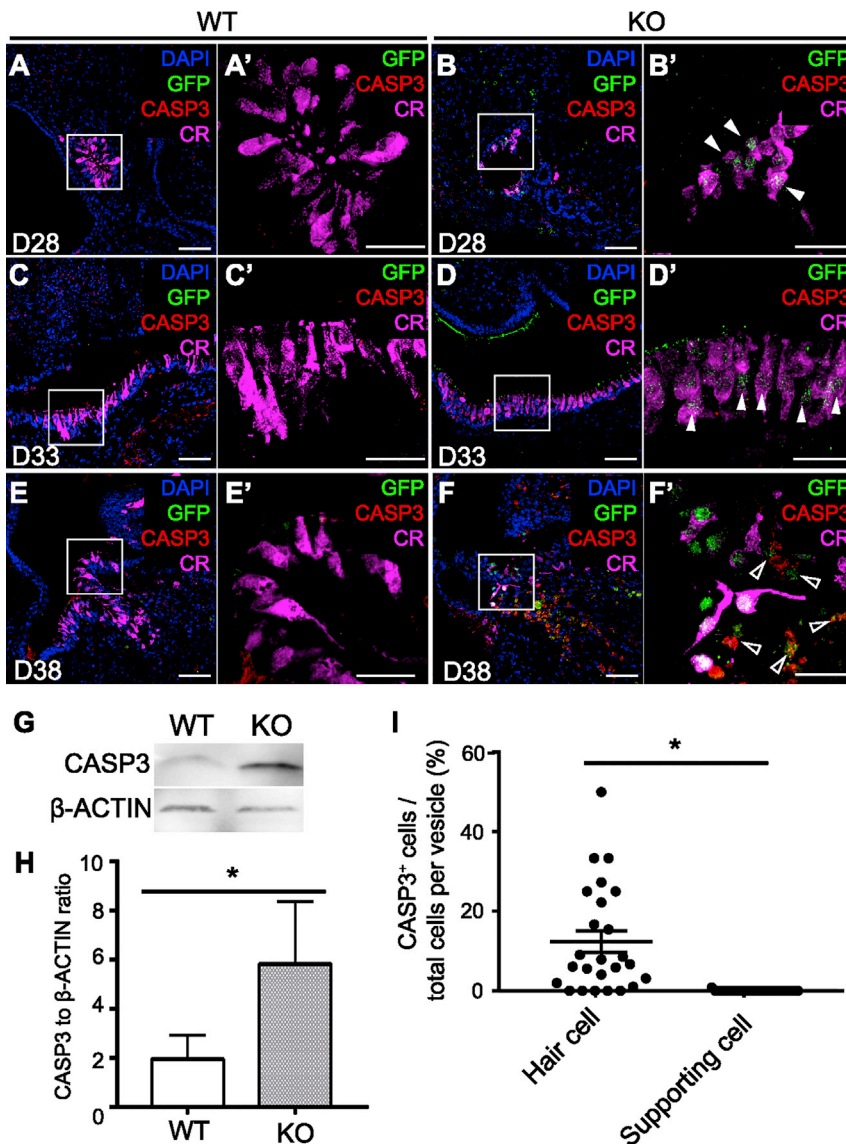 WT KO
A DAPI GFP CASP3 CR D28
A' GFP CASP3 CR
B DAPI GFP CASP3 CR D28
B' GFP CASP3 CR
C DAPI GFP CASP3 CR D33
C' GFP CASP3 CR
D DAPI GFP CASP3 CR D33
D' GFP CASP3 CR
E DAPI GFP CASP3 CR D38
E' GFP CASP3 CR
F DAPI GFP CASP3 CR D38
F' GFP CASP3 CR
G WT KO
CASP3
β-ACTIN
H
CASP3 to β-ACTIN ratio
10
8
6
4
2
0
*
WT KO
I
CASP3⁺ cells /
total cells per vesicle (%)
60
40
20
0
*
Hair cell
Supporting cell